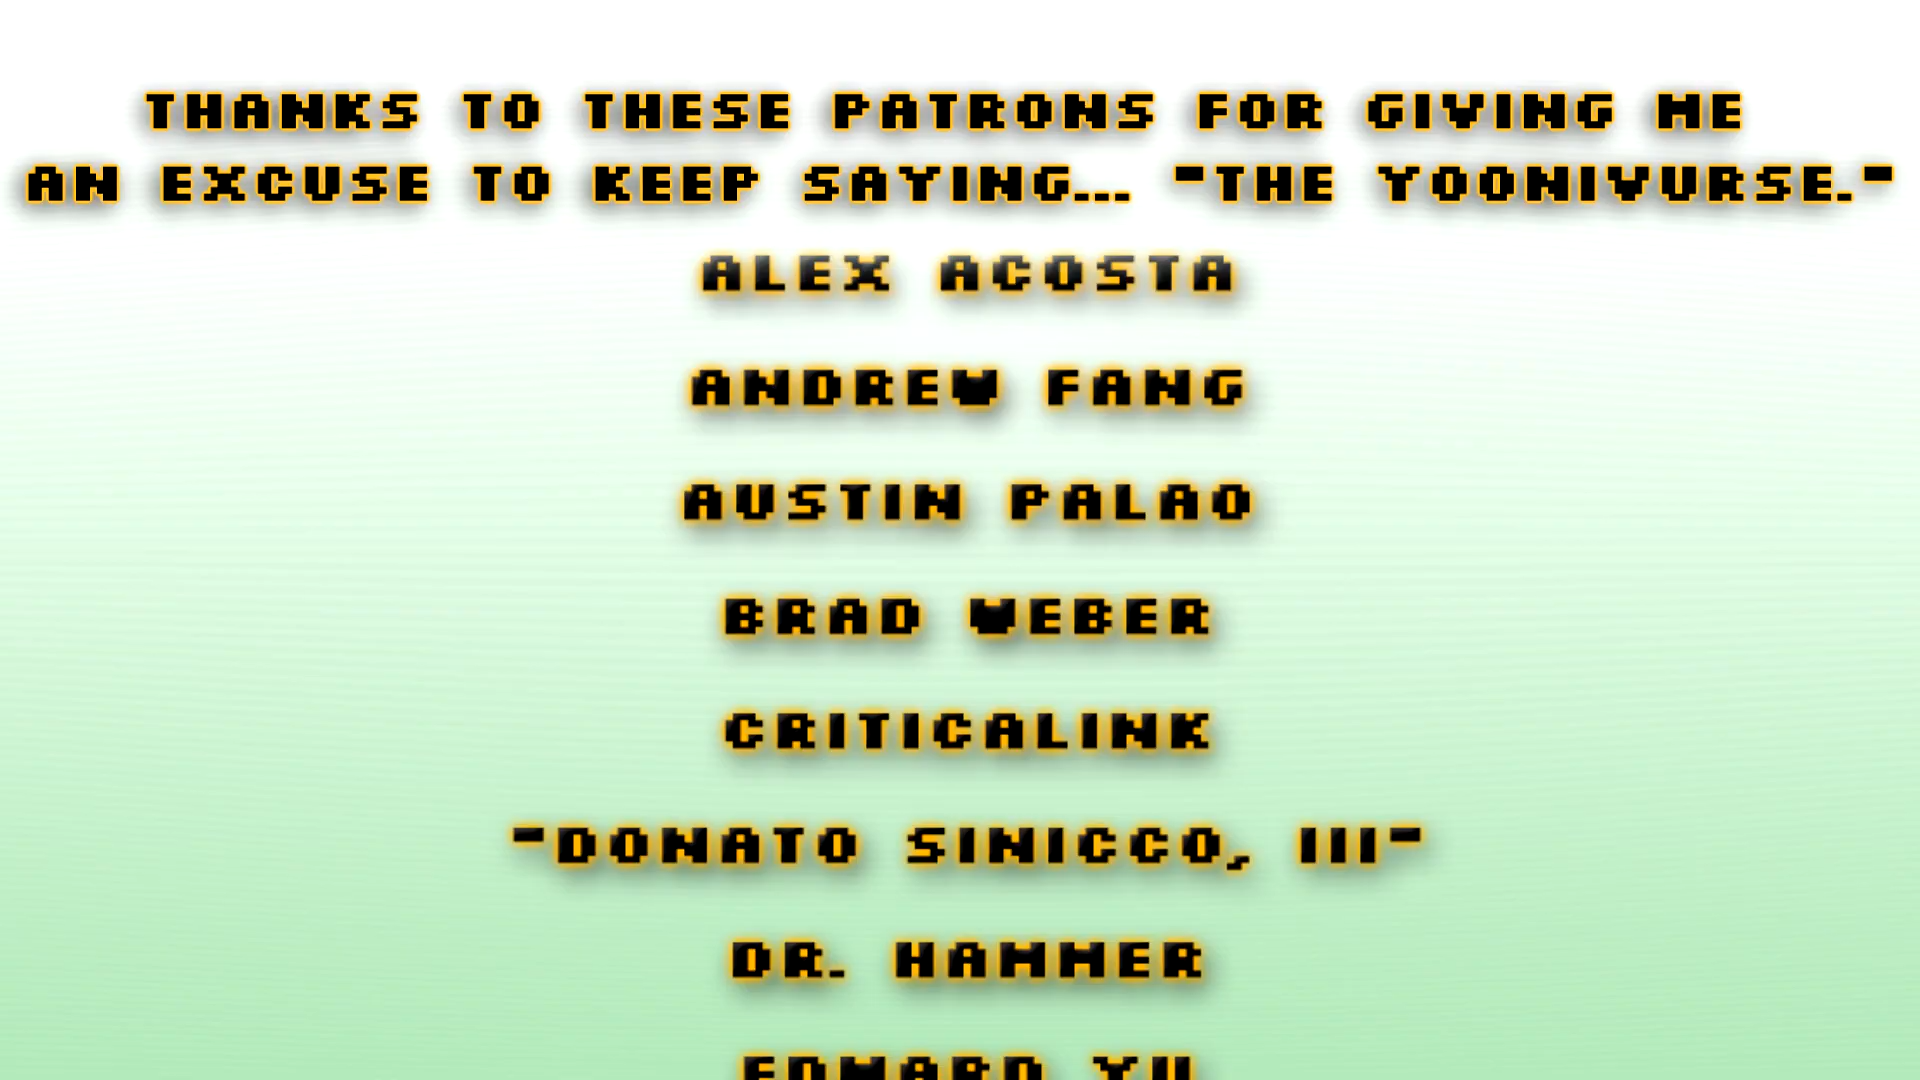 THANKS TO THESE PATRONS FOR GIVING ME
AN EXCUSE TO KEEP SAYING... "THE YOONIVURSE."
ALEX ACOSTA
ANDREW FANG
AUSTIN PALAO
BRAD WEBER
CRITICALINK
"DONATO SINICCO, III"
DR. HAMMER
EDWARD YU